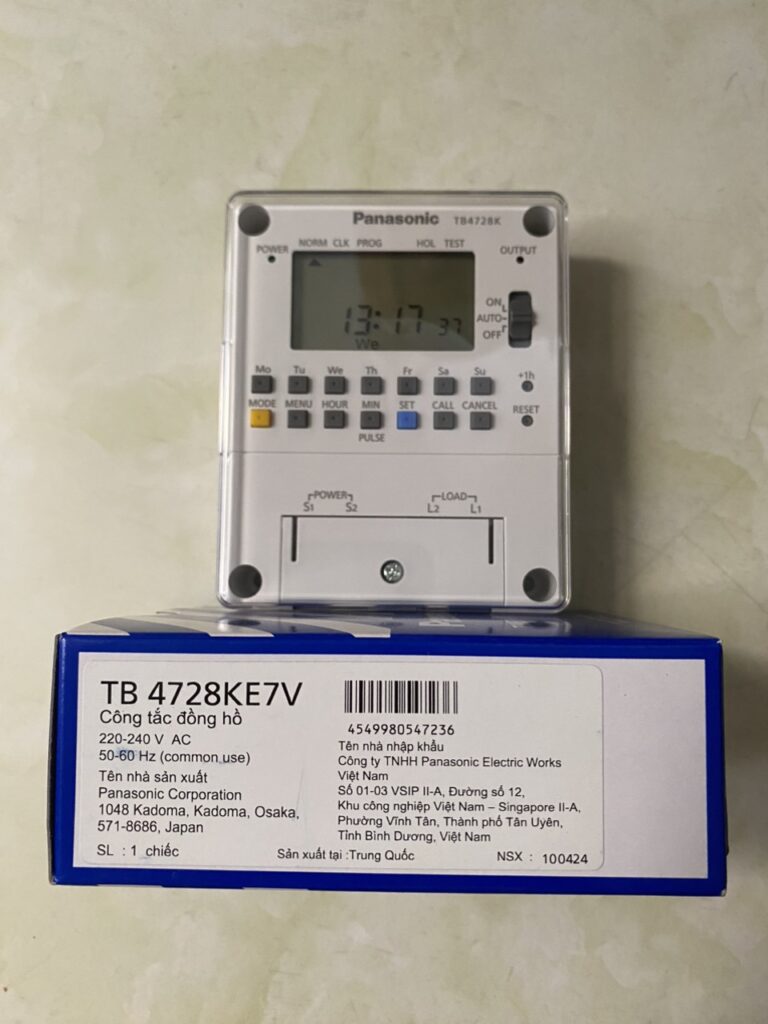 Panasonic TB4728K
NORM CLK PROG HOL TEST
POWER OUTPUT
13:17 37
We
ON
AUTO
OFF
Mo Tu We Th Fr Sa Su +1h
MODE MENU HOUR MIN SET CALL CANCEL RESET
PULSE
POWER LOAD
S1 S2 L2 L1
TB 4728KE7V
Công tắc đồng hồ
220-240 V AC
50-60 Hz (common use)
Tên nhà sản xuất
Panasonic Corporation
1048 Kadoma, Kadoma, Osaka,
571-8686, Japan
SL : 1 chiếc
4549980547236
Tên nhà nhập khẩu
Công ty TNHH Panasonic Electric Works
Việt Nam
Số 01-03 VSIP II-A, Đường số 12,
Khu công nghiệp Việt Nam – Singapore II-A,
Phường Vĩnh Tân, Thành phố Tân Uyên,
Tỉnh Bình Dương, Việt Nam
Sản xuất tại :Trung Quốc NSX : 100424